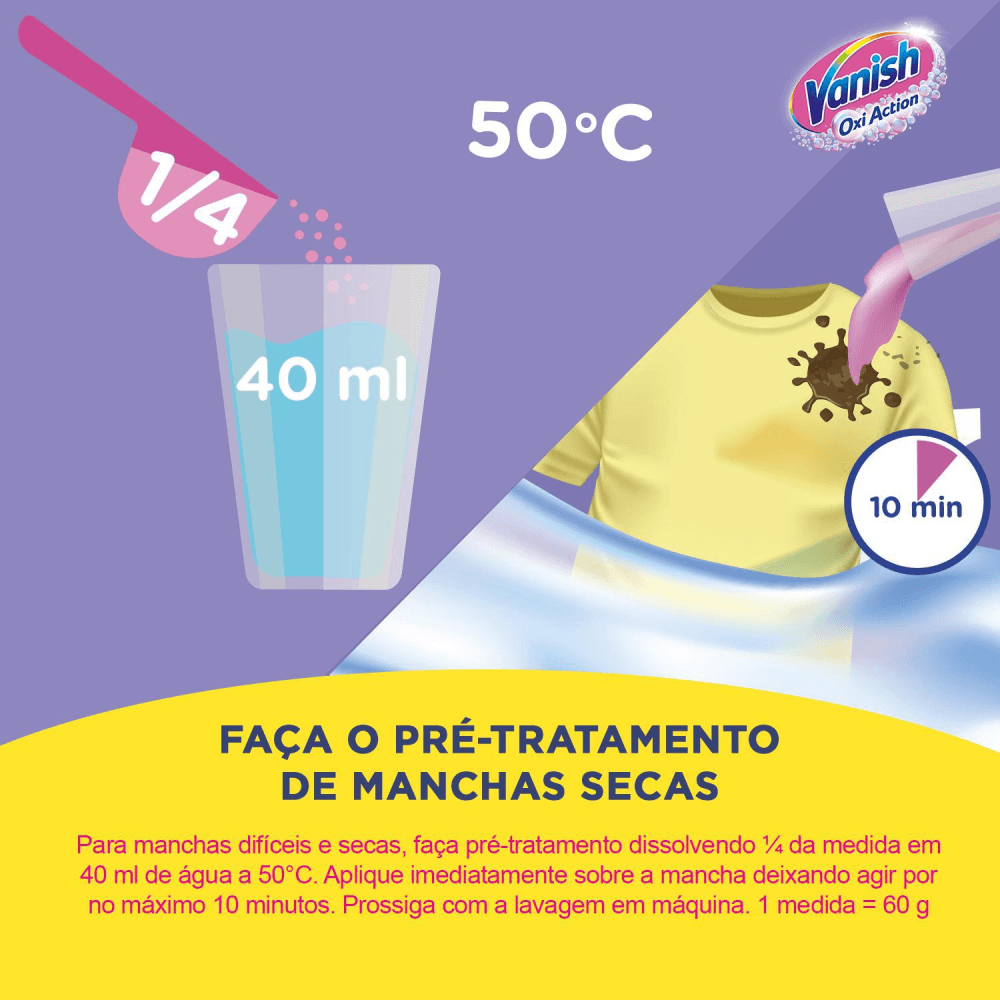 1/4
50°C
Vanish
Oxi Action
40 ml
10 min
FAÇA O PRÉ-TRATAMENTO
DE MANCHAS SECAS
Para manchas difíceis e secas, faça pré-tratamento dissolvendo ¼ da medida em
40 ml de água a 50°C. Aplique imediatamente sobre a mancha deixando agir por
no máximo 10 minutos. Prossiga com a lavagem em máquina. 1 medida = 60 g